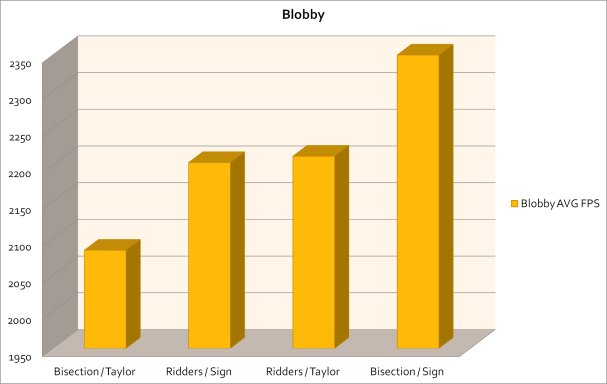 Blobby
2350
2300
2250
2200
2150
2100
2050
2000
1950
Bisection / Taylor
Ridders / Sign
Ridders / Taylor
Bisection / Sign
Blobby AVG FPS